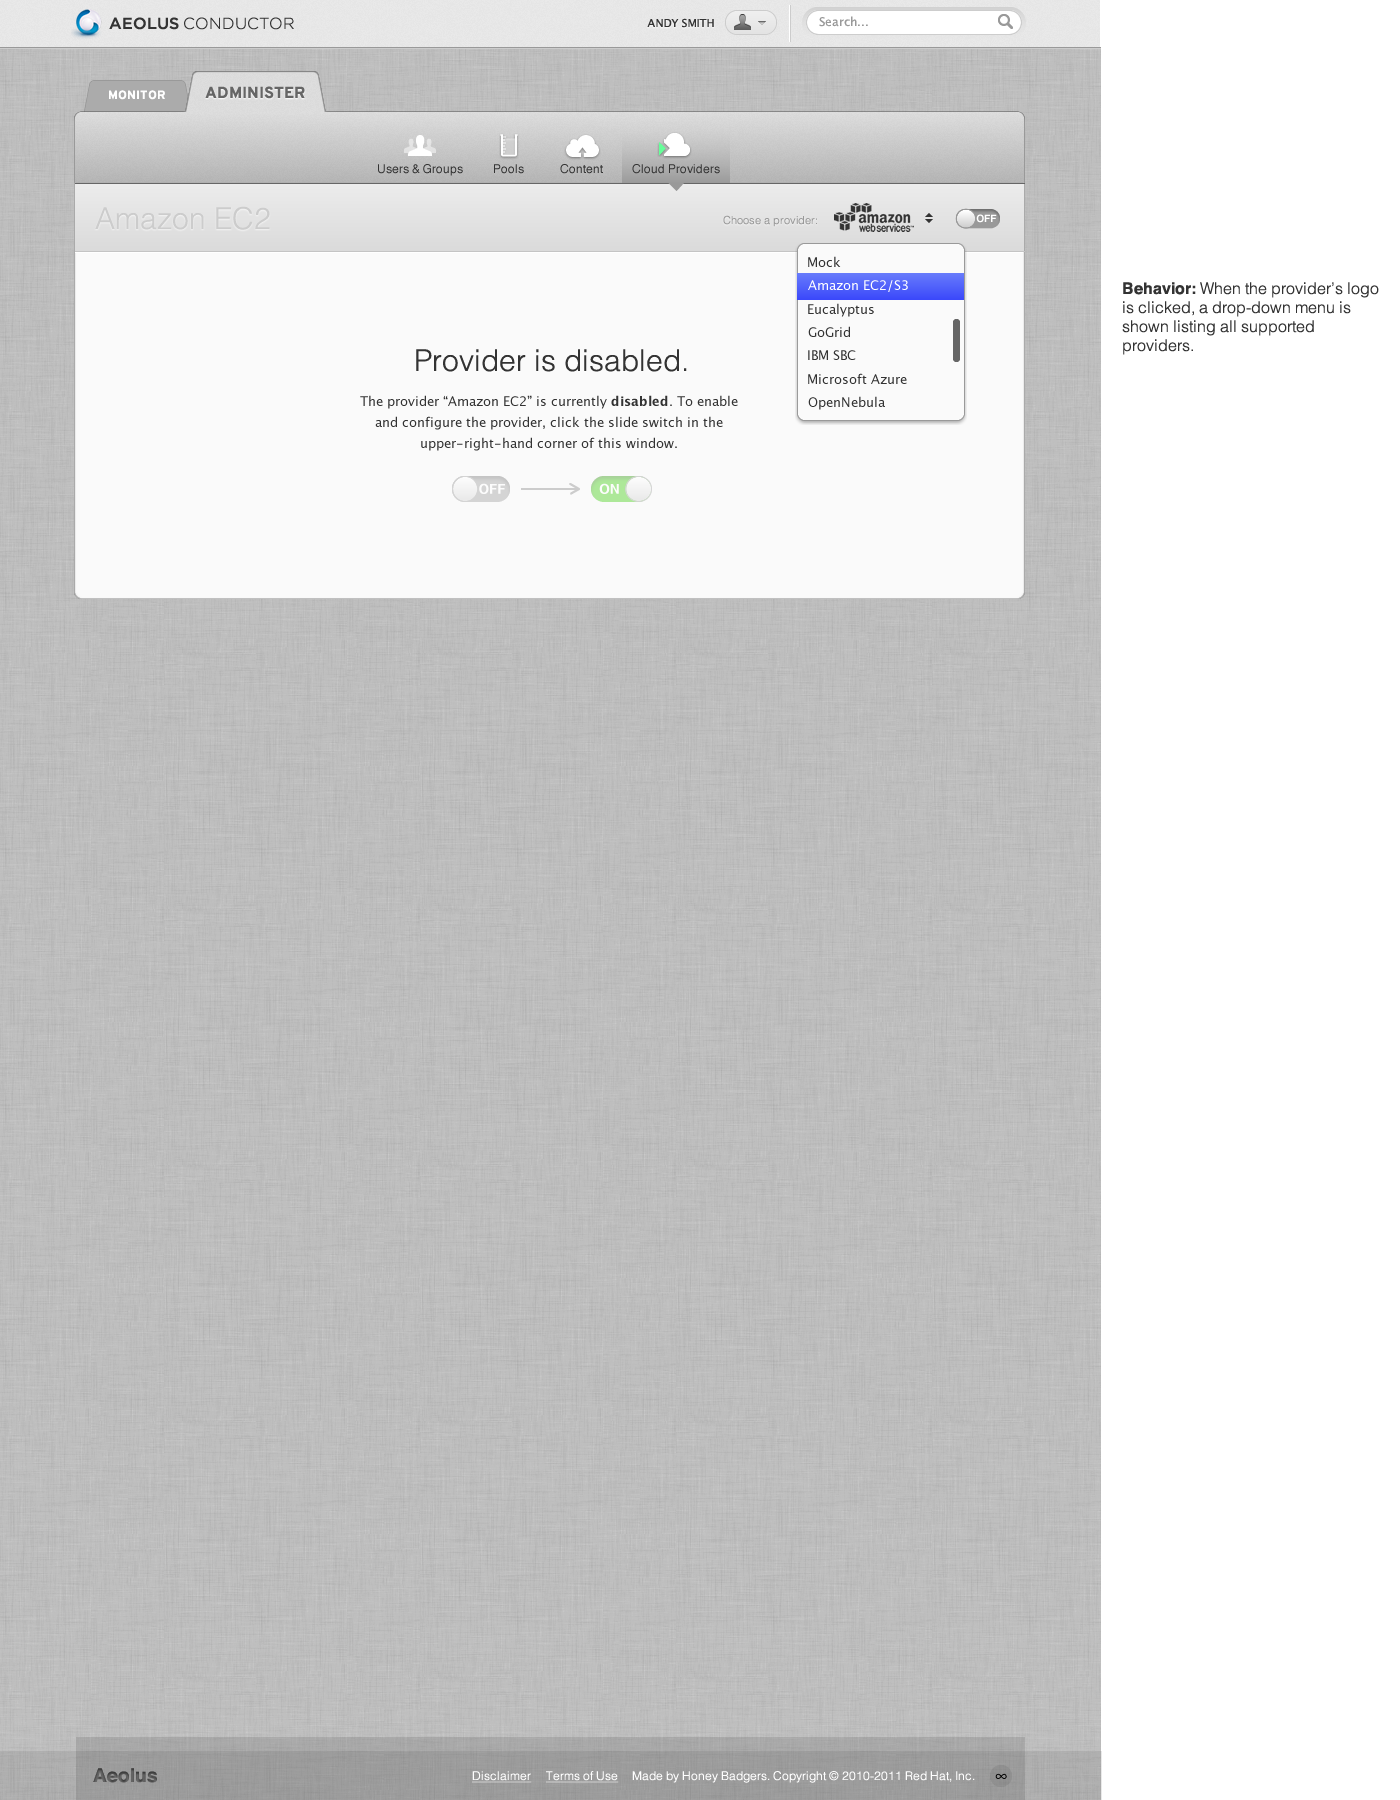 AEOLUS CONDUCTOR
ANDY SMITH
Search...
MONITOR
ADMINISTER
Users & Groups
Pools
Content
Cloud Providers
Amazon EC2
Choose a provider:
amazon
webservices™
OFF
Mock
Amazon EC2/S3
Eucalyptus
GoGrid
IBM SBC
Microsoft Azure
OpenNebula
Behavior: When the provider's logo
is clicked, a drop-down menu is
shown listing all supported
providers.
Provider is disabled.
The provider “Amazon EC2” is currently disabled. To enable
and configure the provider, click the slide switch in the
upper-right-hand corner of this window.
OFF
ON
Aeolus
Disclaimer
Terms of Use
Made by Honey Badgers. Copyright © 2010-2011 Red Hat, Inc.